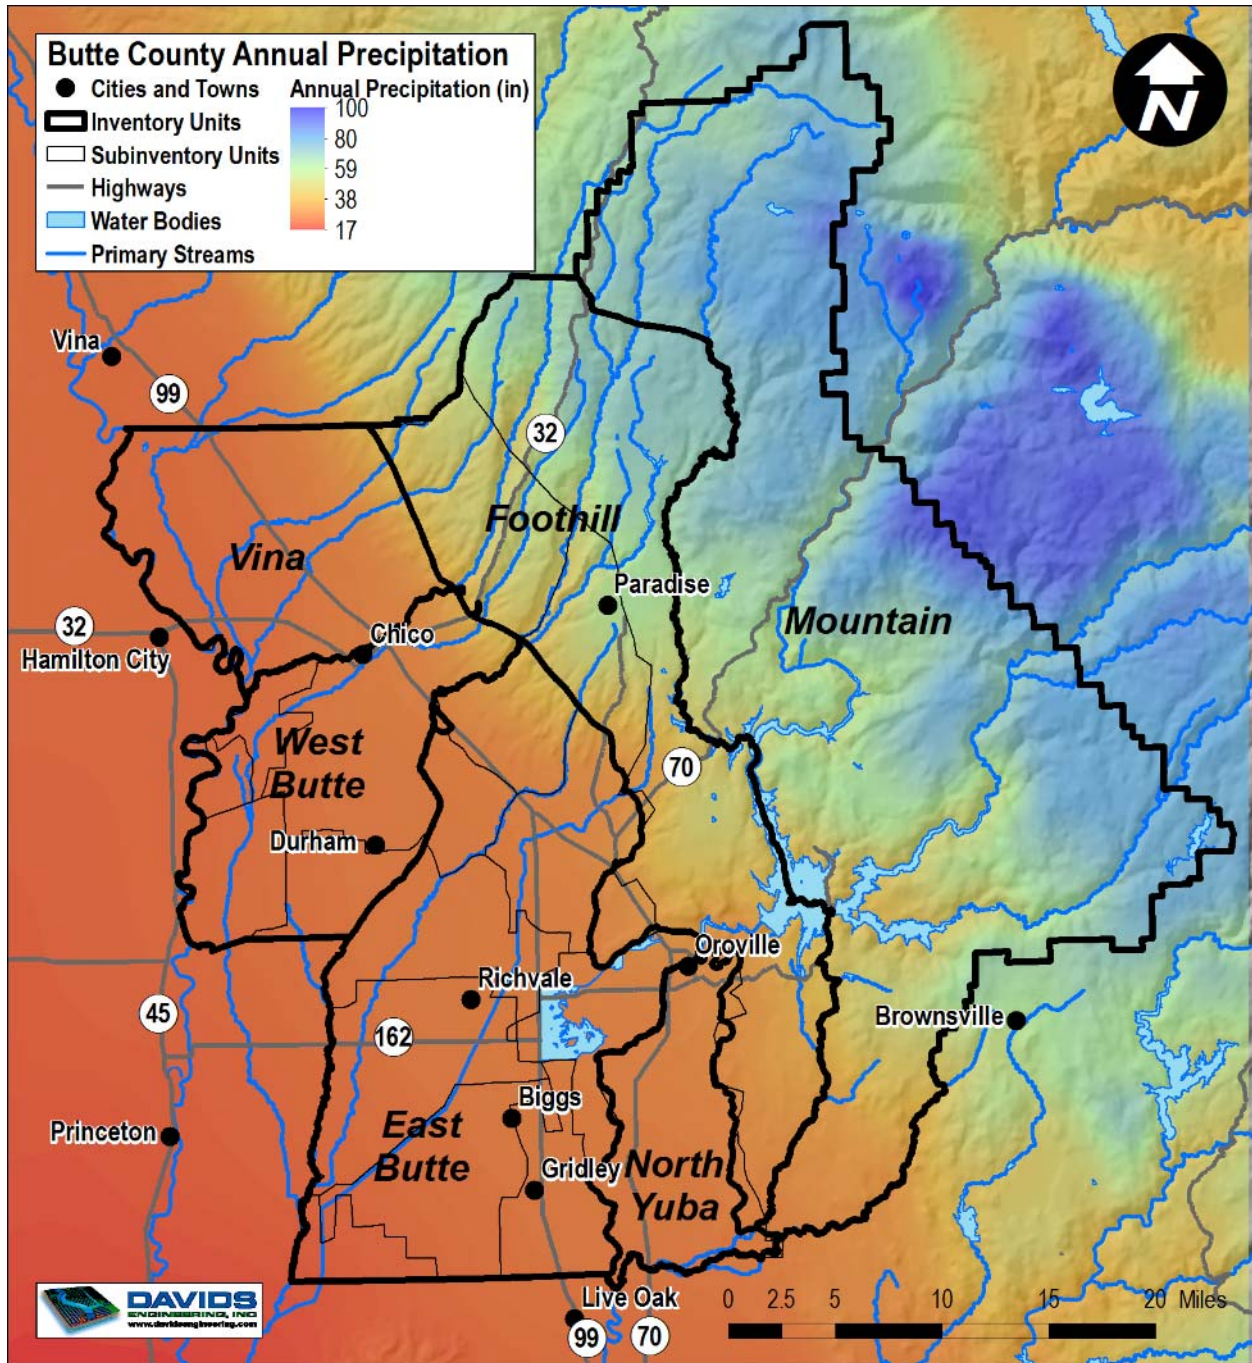 Butte County Annual Precipitation
Cities and Towns
Annual Precipitation (in)
Inventory Units
Subinventory Units
Highways
Water Bodies
Primary Streams
100
80
59
38
17
N
Vina
99
32
Foothill
Vina
Paradise
Mountain
32
Hamilton City
Chico
West
Butte
70
Durham
Oroville
Richvale
45
162
Brownsville
Biggs
Princeton
East
Butte
Gridley
North
Yuba
DAVIDS
ENGINEERING, INC
www.davidsengineering.com
Live Oak
99
70
0 2.5 5 10 15 20 Miles